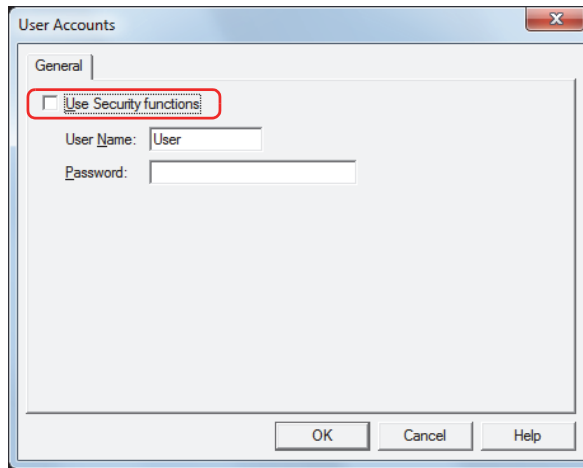 User Accounts
General
Use Security functions
User Name: User
Password:
OK Cancel Help